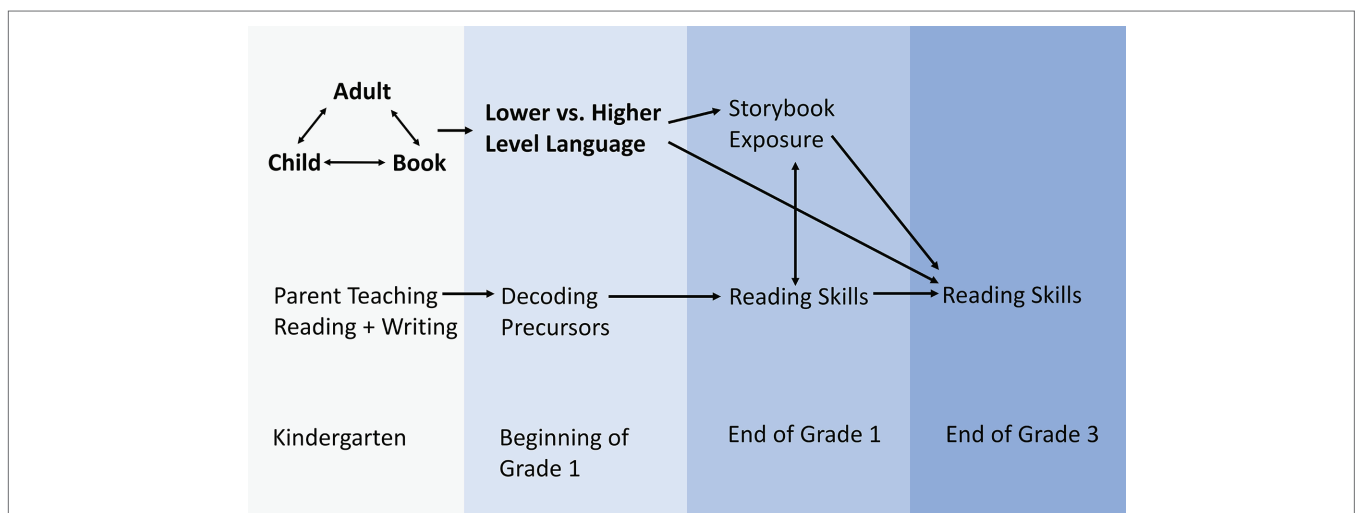 Adult
Child
Book
Lower vs. Higher
Level Language
Storybook
Exposure
Parent Teaching
Reading + Writing
Decoding
Precursors
Reading Skills
Reading Skills
Kindergarten
Beginning of
Grade 1
End of Grade 1
End of Grade 3